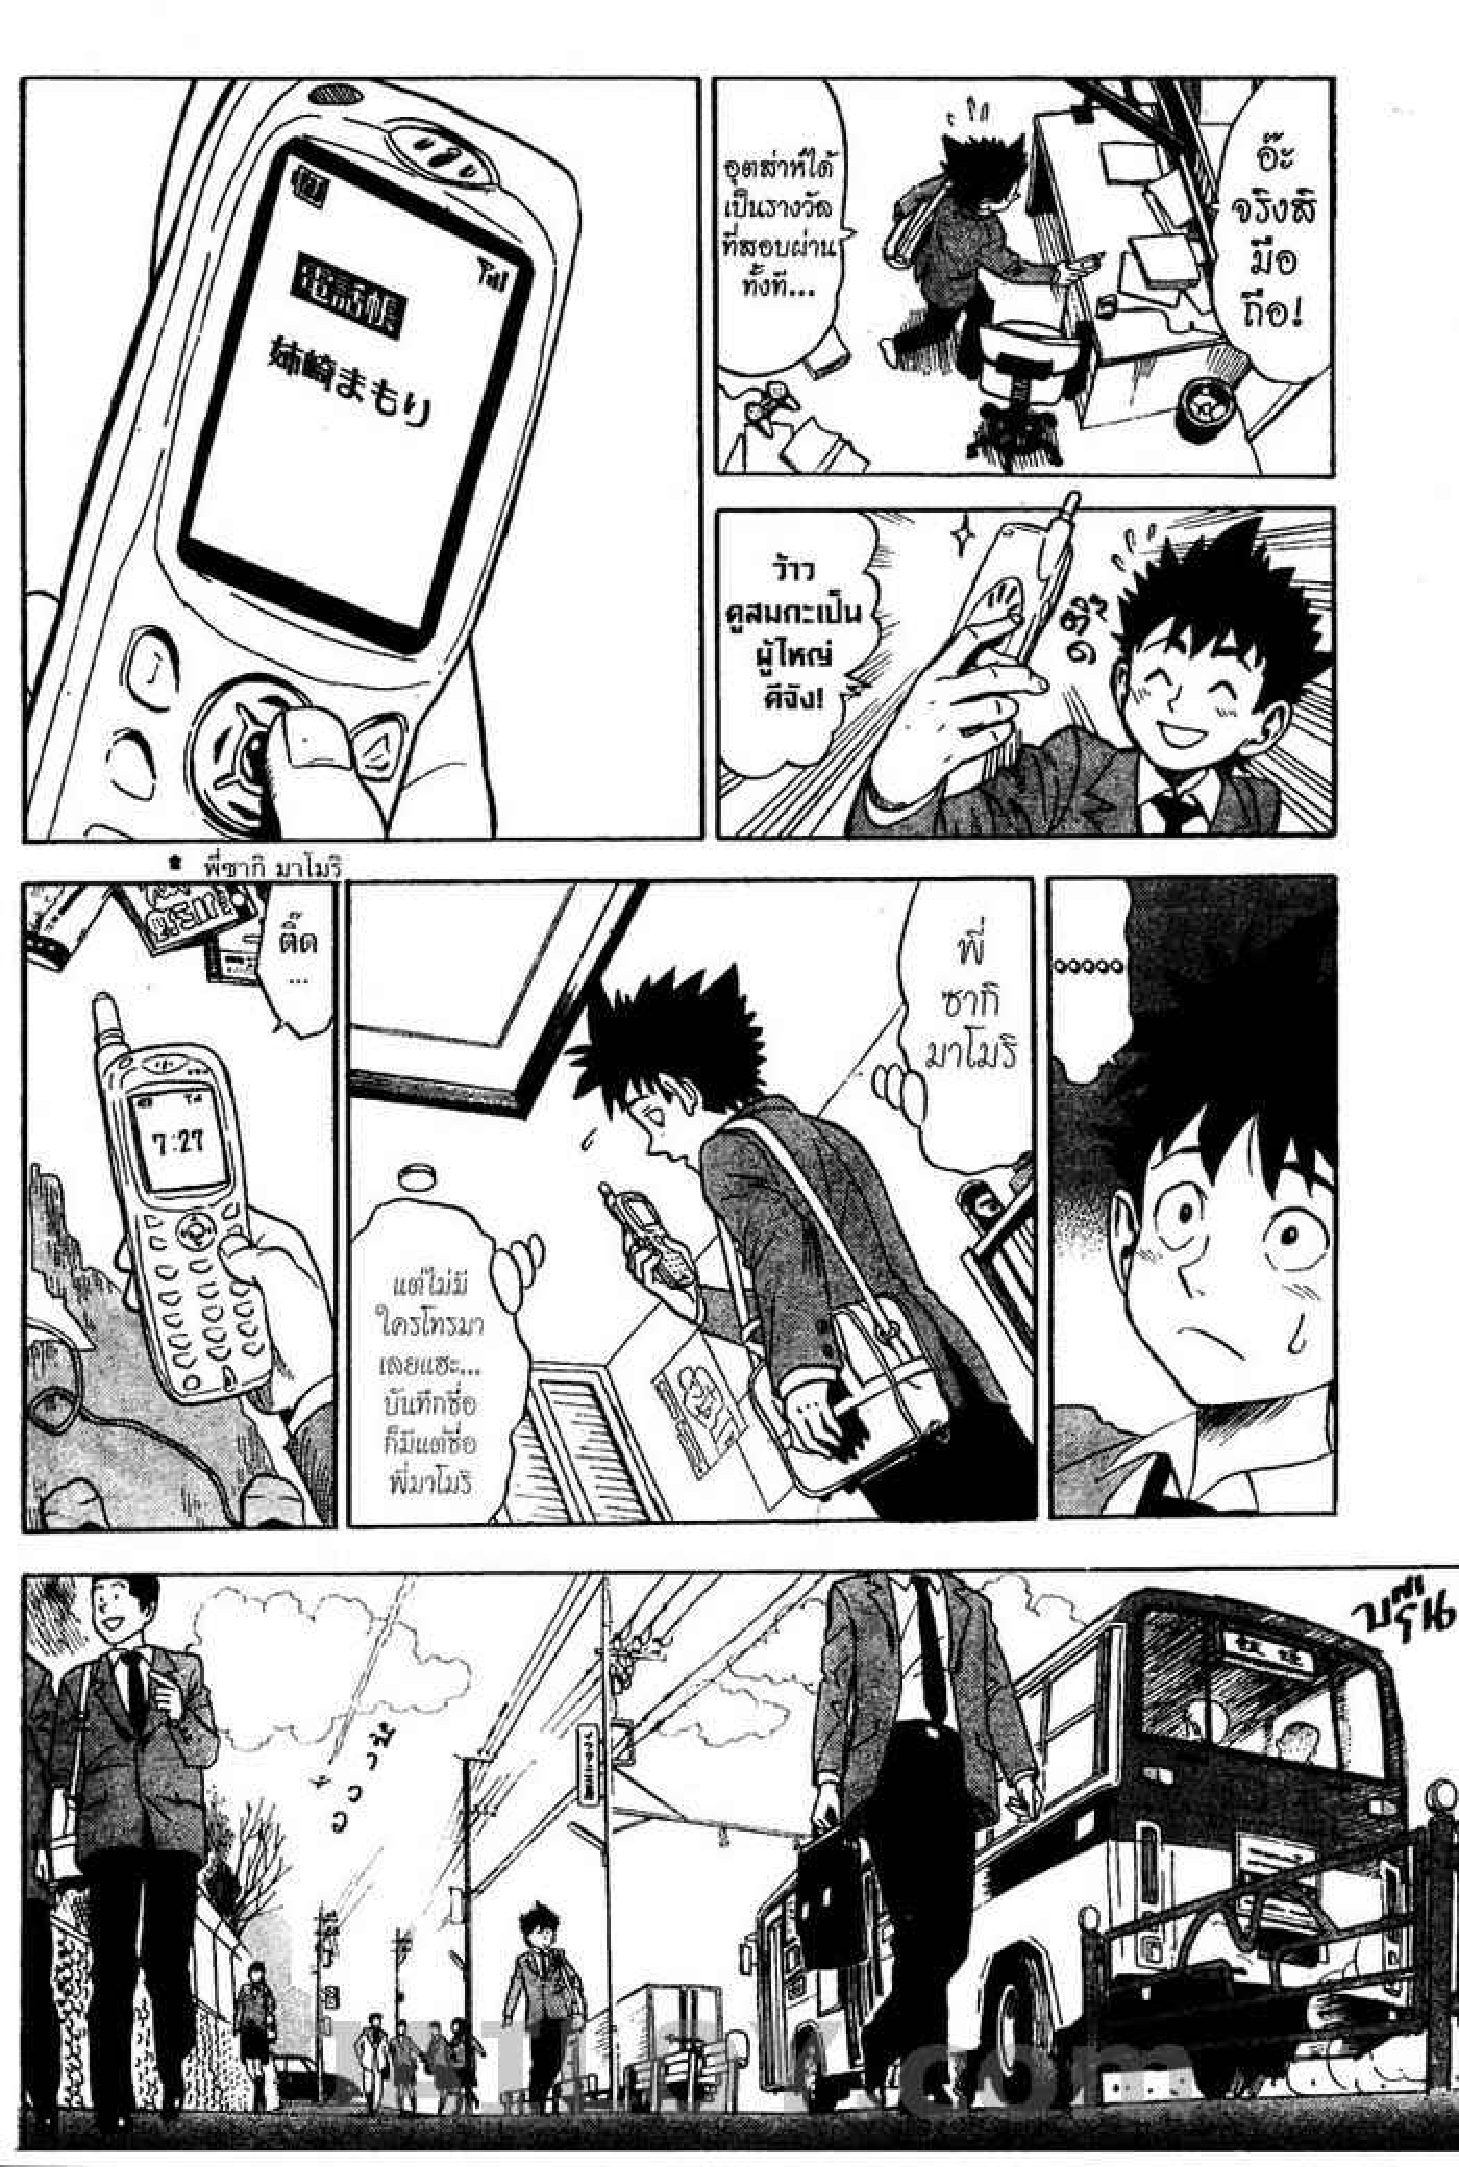 อ๊ะ
จริงสิ
มือ
ถือ!
อุตส่าห์ได้
เป็นรางวัล
ที่สอบผ่าน
ทั้งที...
ว้าว
ดูสมกะเป็น
ผู้ใหญ่
ดีจัง!
電話帳
姉崎まもり
* พี่ซากิ มาโมริ
.....
พี่
ซากิ
มาโมริ
แต่ไม่มี
ใครโทรมา
เลยแฮะ...
บันทึกชื่อ
ก็มีแต่ชื่อ
พี่มาโมริ
ติ๊ด
...
7:27
บรื๋น